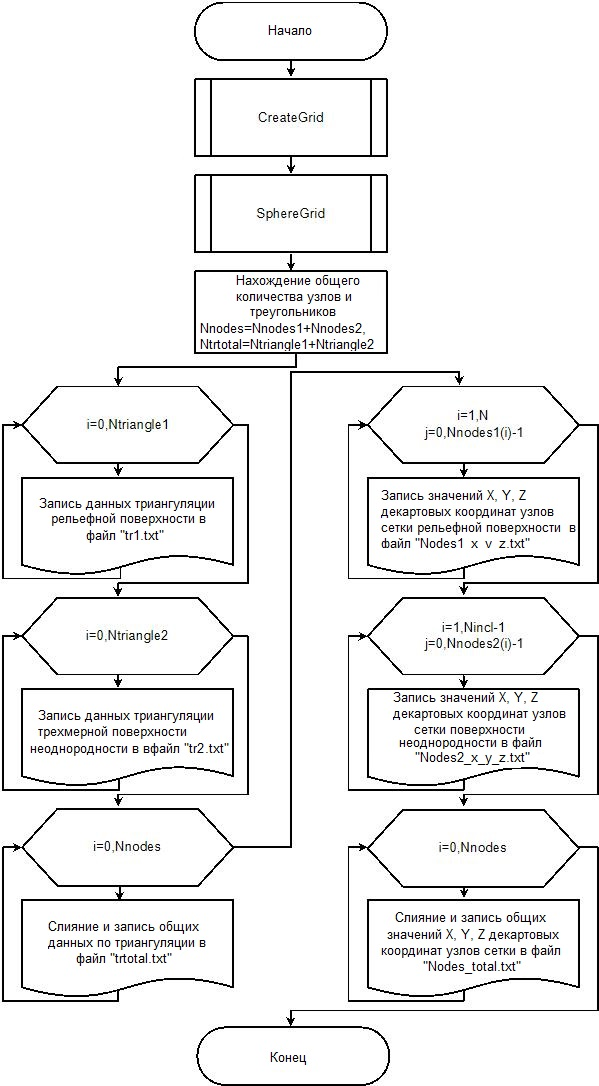 Начало
CreateGrid
SphereGrid
Нахождение общего
количества узлов и
треугольников
Nnodes=Nnodes1+Nnodes2,
Ntrtotal=Ntriangle1+Ntriangle2
i=0,Ntriangle1
Запись данных триангуляции
рельефной поверхности в
файл "tr1.txt"
i=0,Ntriangle2
Запись данных триангуляции
трехмерной поверхности
неоднородности в вфайл "tr2.txt"
i=0,Nnodes
Слияние и запись общих
данных по триангуляции в
файл "trtotal.txt"
i=1,N
j=0,Nnodes1(i)-1
Запись значений X, Y, Z
декартовых координат узлов
сетки рельефной поверхности в
файл "Nodes1_x_y_z.txt"
i=1,Nincl-1
j=0,Nnodes2(i)-1
Запись значений X, Y, Z
декартовых координат узлов
сетки поверхности
неоднородности в файл
"Nodes2_x_y_z.txt"
i=0,Nnodes
Слияние и запись общих
значений X, Y, Z декартовых
координат узлов сетки в файл
"Nodes_total.txt"
Конец